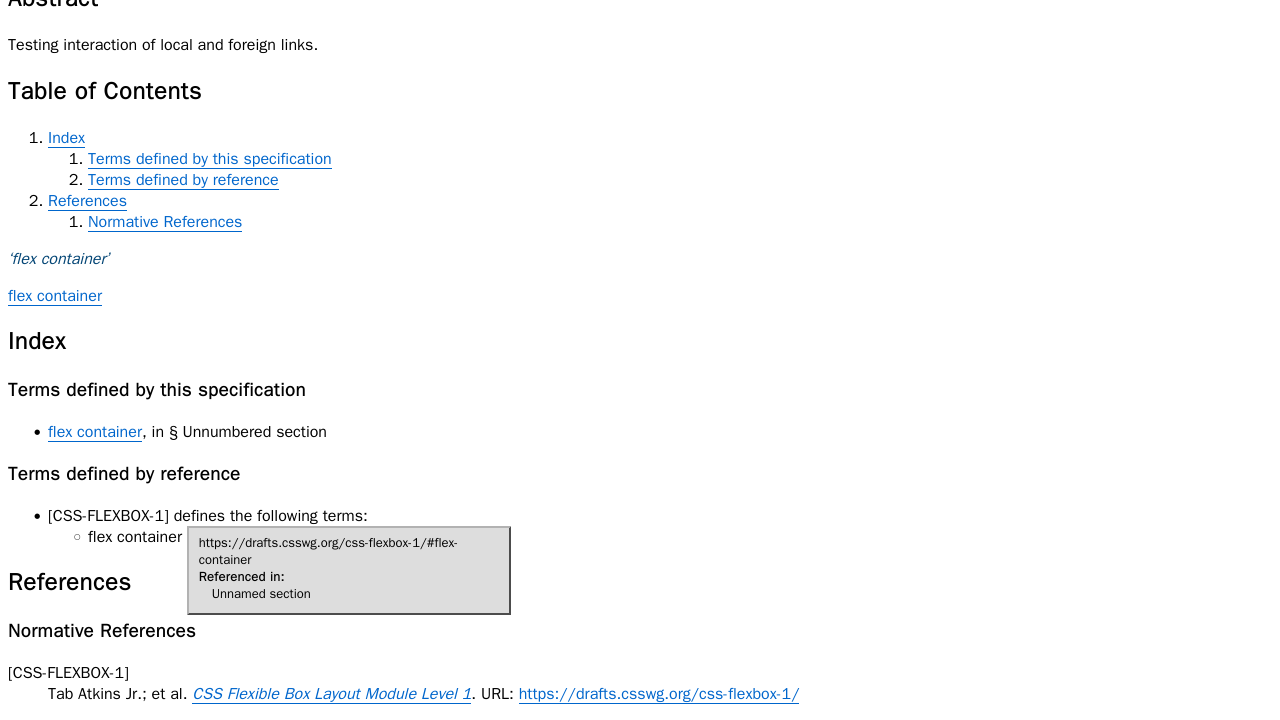 Abstract
Testing interaction of local and foreign links.
Table of Contents
1. Index
1. Terms defined by this specification
2. Terms defined by reference
2. References
1. Normative References
‘flex container’
flex container
Index
Terms defined by this specification
• flex container, in § Unnumbered section
Terms defined by reference
• [CSS-FLEXBOX-1] defines the following terms:
○ flex container
https://drafts.csswg.org/css-flexbox-1/#flex-
container
Referenced in:
Unnamed section
References
Normative References
[CSS-FLEXBOX-1]
Tab Atkins Jr.; et al. CSS Flexible Box Layout Module Level 1. URL: https://drafts.csswg.org/css-flexbox-1/